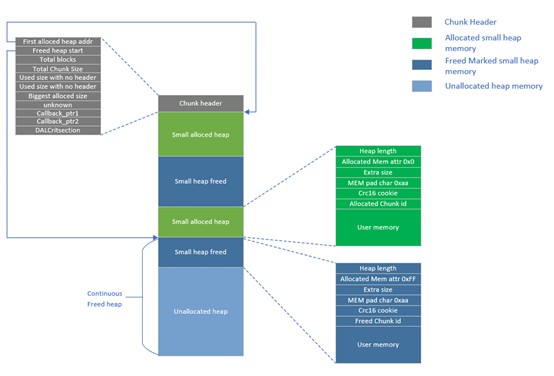 Chunk Header
Allocated small heap
memory
Freed Marked small heap
memory
Unallocated heap memory
First alloced heap addr
Freed heap start
Total blocks
Total Chunk Size
Used size with no header
Used size with no header
Biggest alloced size
unknown
Callback_ptr1
Callback_ptr2
DALCritsection
Chunk header
Small alloced heap
Small heap freed
Small alloced heap
Small heap freed
Unallocated heap
Continuous
Freed heap
Heap length
Allocated Mem attr 0x0
Extra size
MEM pad char 0xaa
Crc16 cookie
Allocated Chunk id
User memory
Heap length
Allocated Mem attr 0xFF
Extra size
MEM pad char 0xaa
Crc16 cookie
Freed Chunk id
User memory